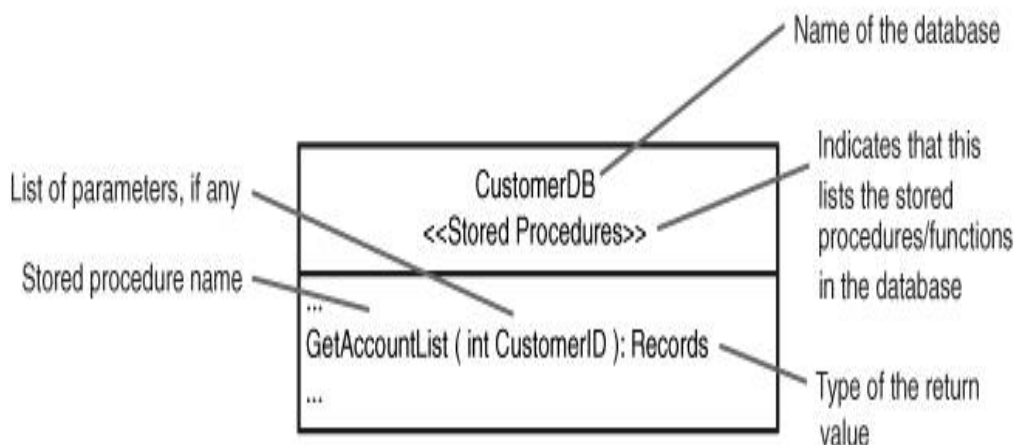 Name of the database
Indicates that this
lists the stored
procedures/functions
in the database
CustomerDB
<<Stored Procedures>>
List of parameters, if any
Stored procedure name
...
GetAccountList ( int CustomerID ): Records
...
Type of the return
value